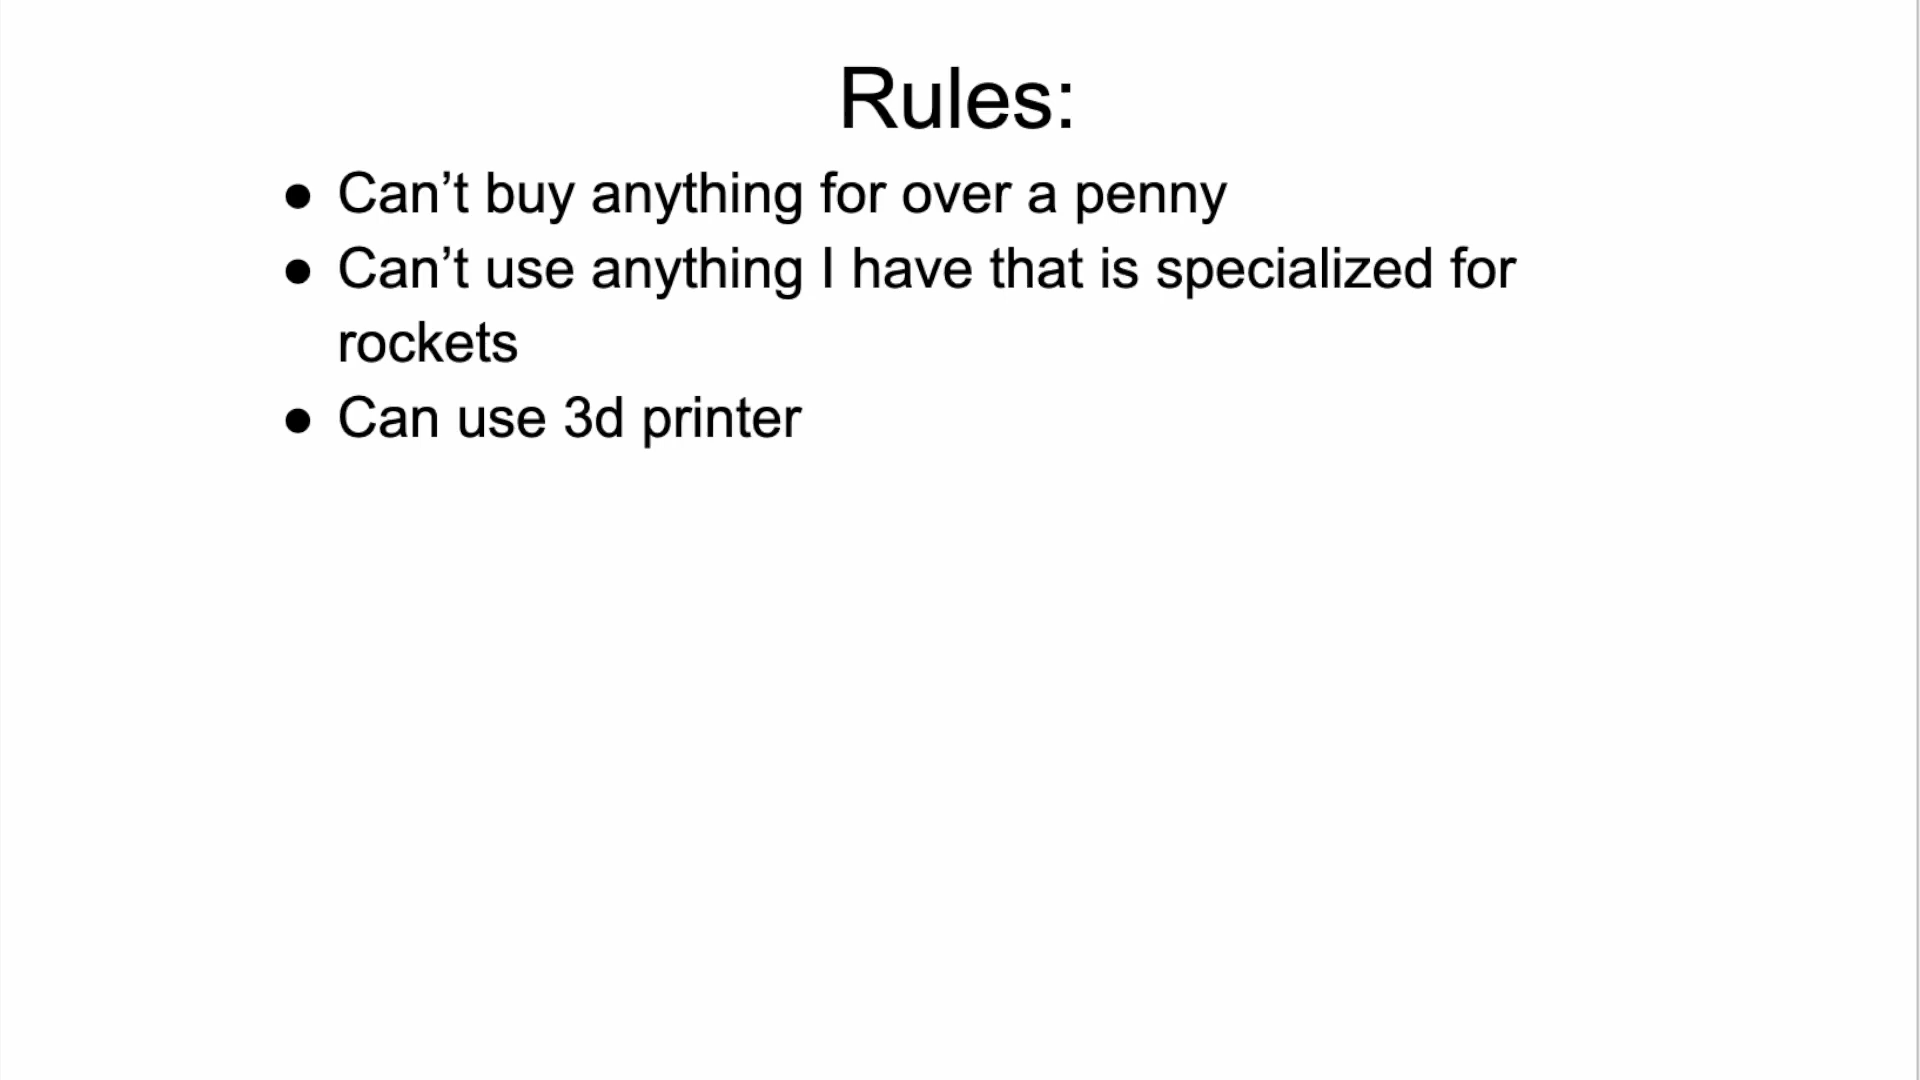 Rules:
● Can’t buy anything for over a penny
● Can’t use anything I have that is specialized for
rockets
● Can use 3d printer